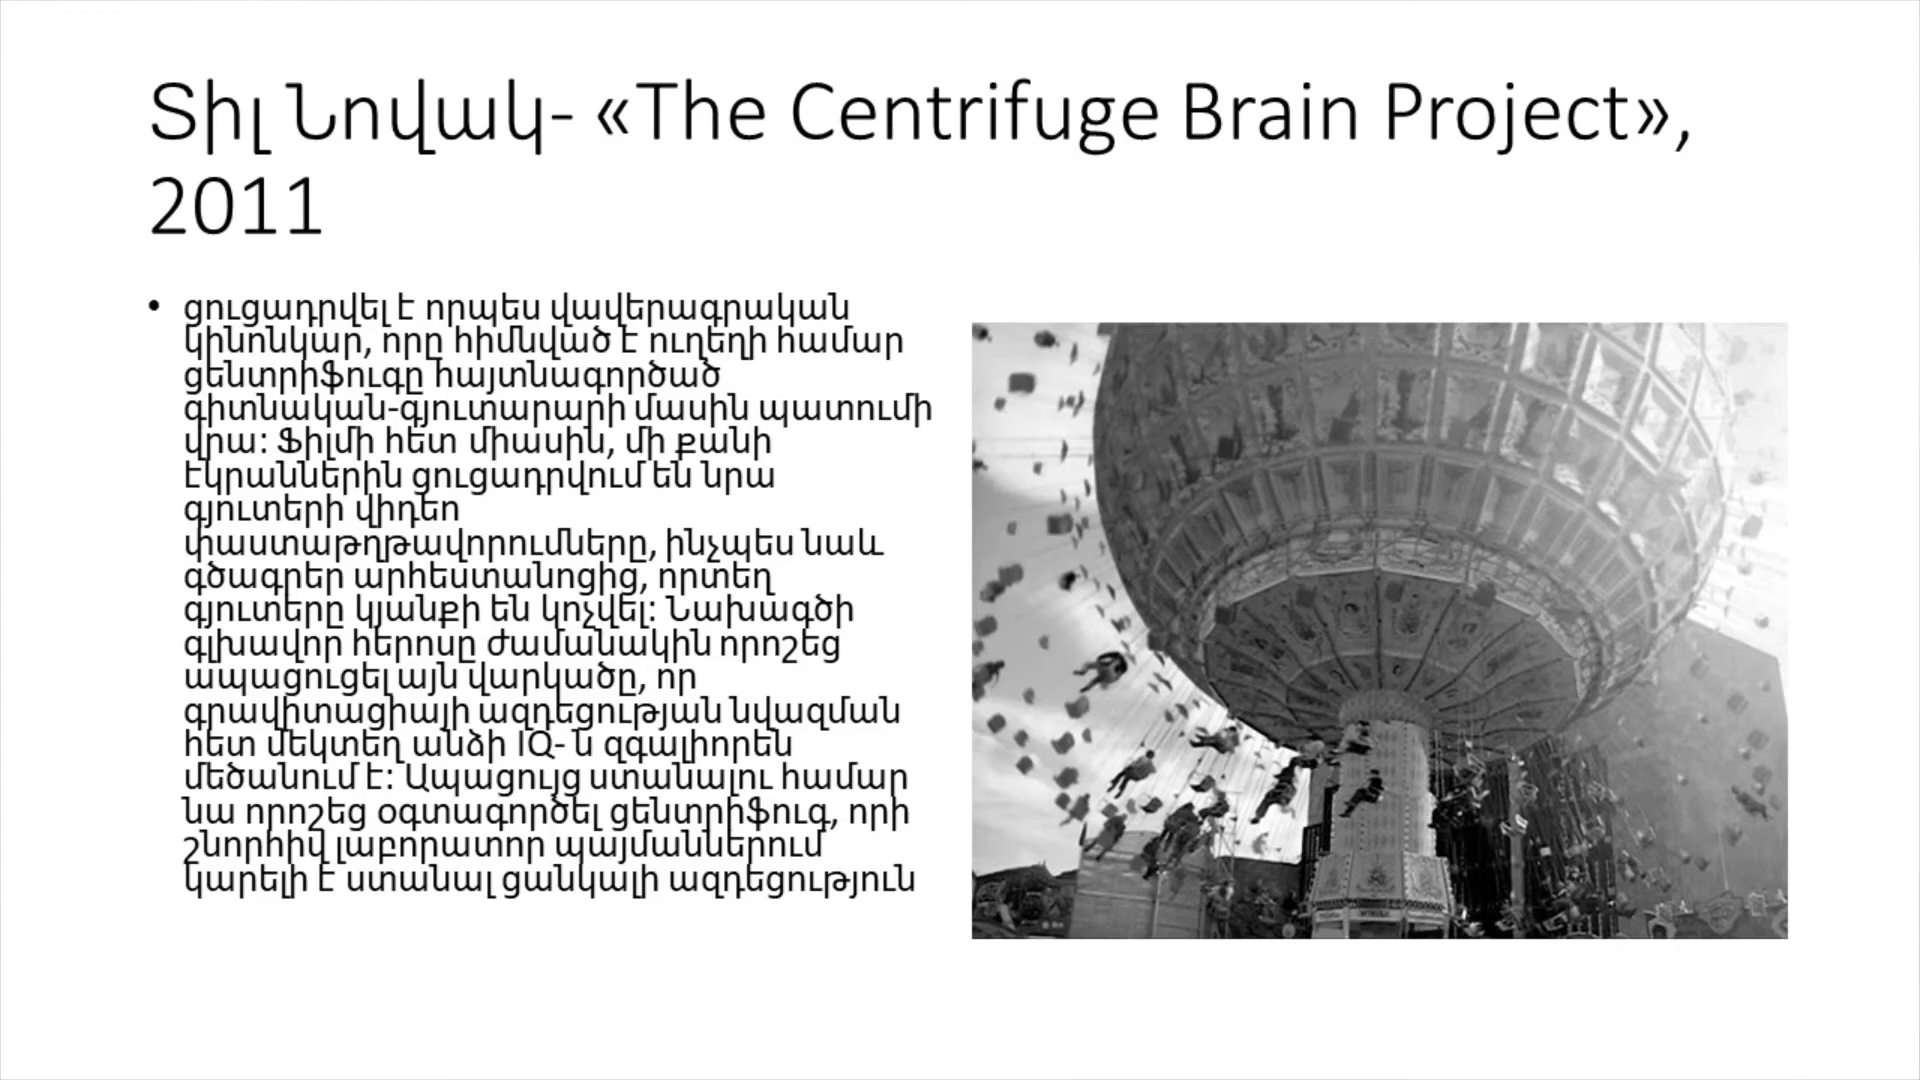 Տիլ Նովակ- «The Centrifuge Brain Project»,
2011
• ցուցադրվել է որպես վավերագրական
կինոնկար, որը հիմնված է ուղեղի համար
ցենտրիֆուգը հայտնագործած
գիտնական-գյուտարարի մասին պատումի
վրա: Ֆիլմի հետ միասին, մի քանի
էկրաններին ցուցադրվում են նրա
գյուտերի վիդեո
փաստաթղթավորումները, ինչպես նաև
գծագրեր արհեստանոցից, որտեղ
գյուտերը կյանքի են կոչվել: Նախագծի
գլխավոր հերոսը ժամանակին որոշեց
ապացուցել այն վարկածը, որ
գրավիտացիայի ազդեցության նվազման
հետ մեկտեղ անձի IQ- ն զգալիորեն
մեծանում է: Ապացույց ստանալու համար
նա որոշեց օգտագործել ցենտրիֆուգ, որի
շնորհիվ լաբորատոր պայմաններում
կարելի է ստանալ ցանկալի ազդեցություն